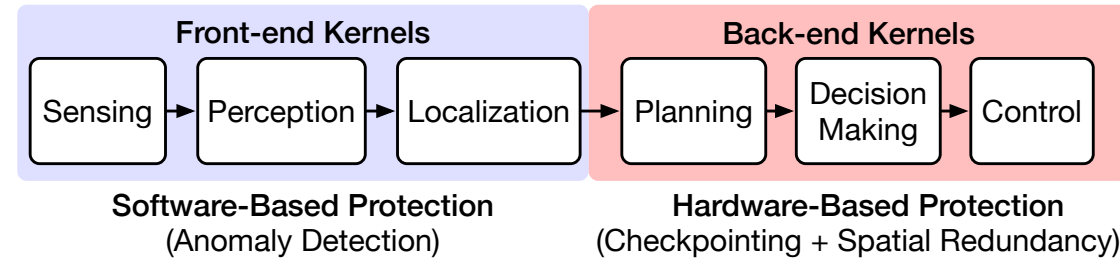 Front-end Kernels
Back-end Kernels
Sensing
Perception
Localization
Planning
Decision
Making
Control
Software-Based Protection
(Anomaly Detection)
Hardware-Based Protection
(Checkpointing + Spatial Redundancy)